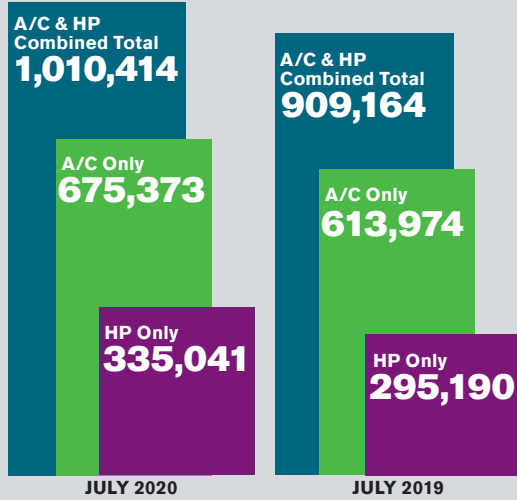 A/C & HP
Combined Total
1,010,414
A/C Only
675,373
HP Only
335,041
JULY 2020
A/C & HP
Combined Total
909,164
A/C Only
613,974
HP Only
295,190
JULY 2019